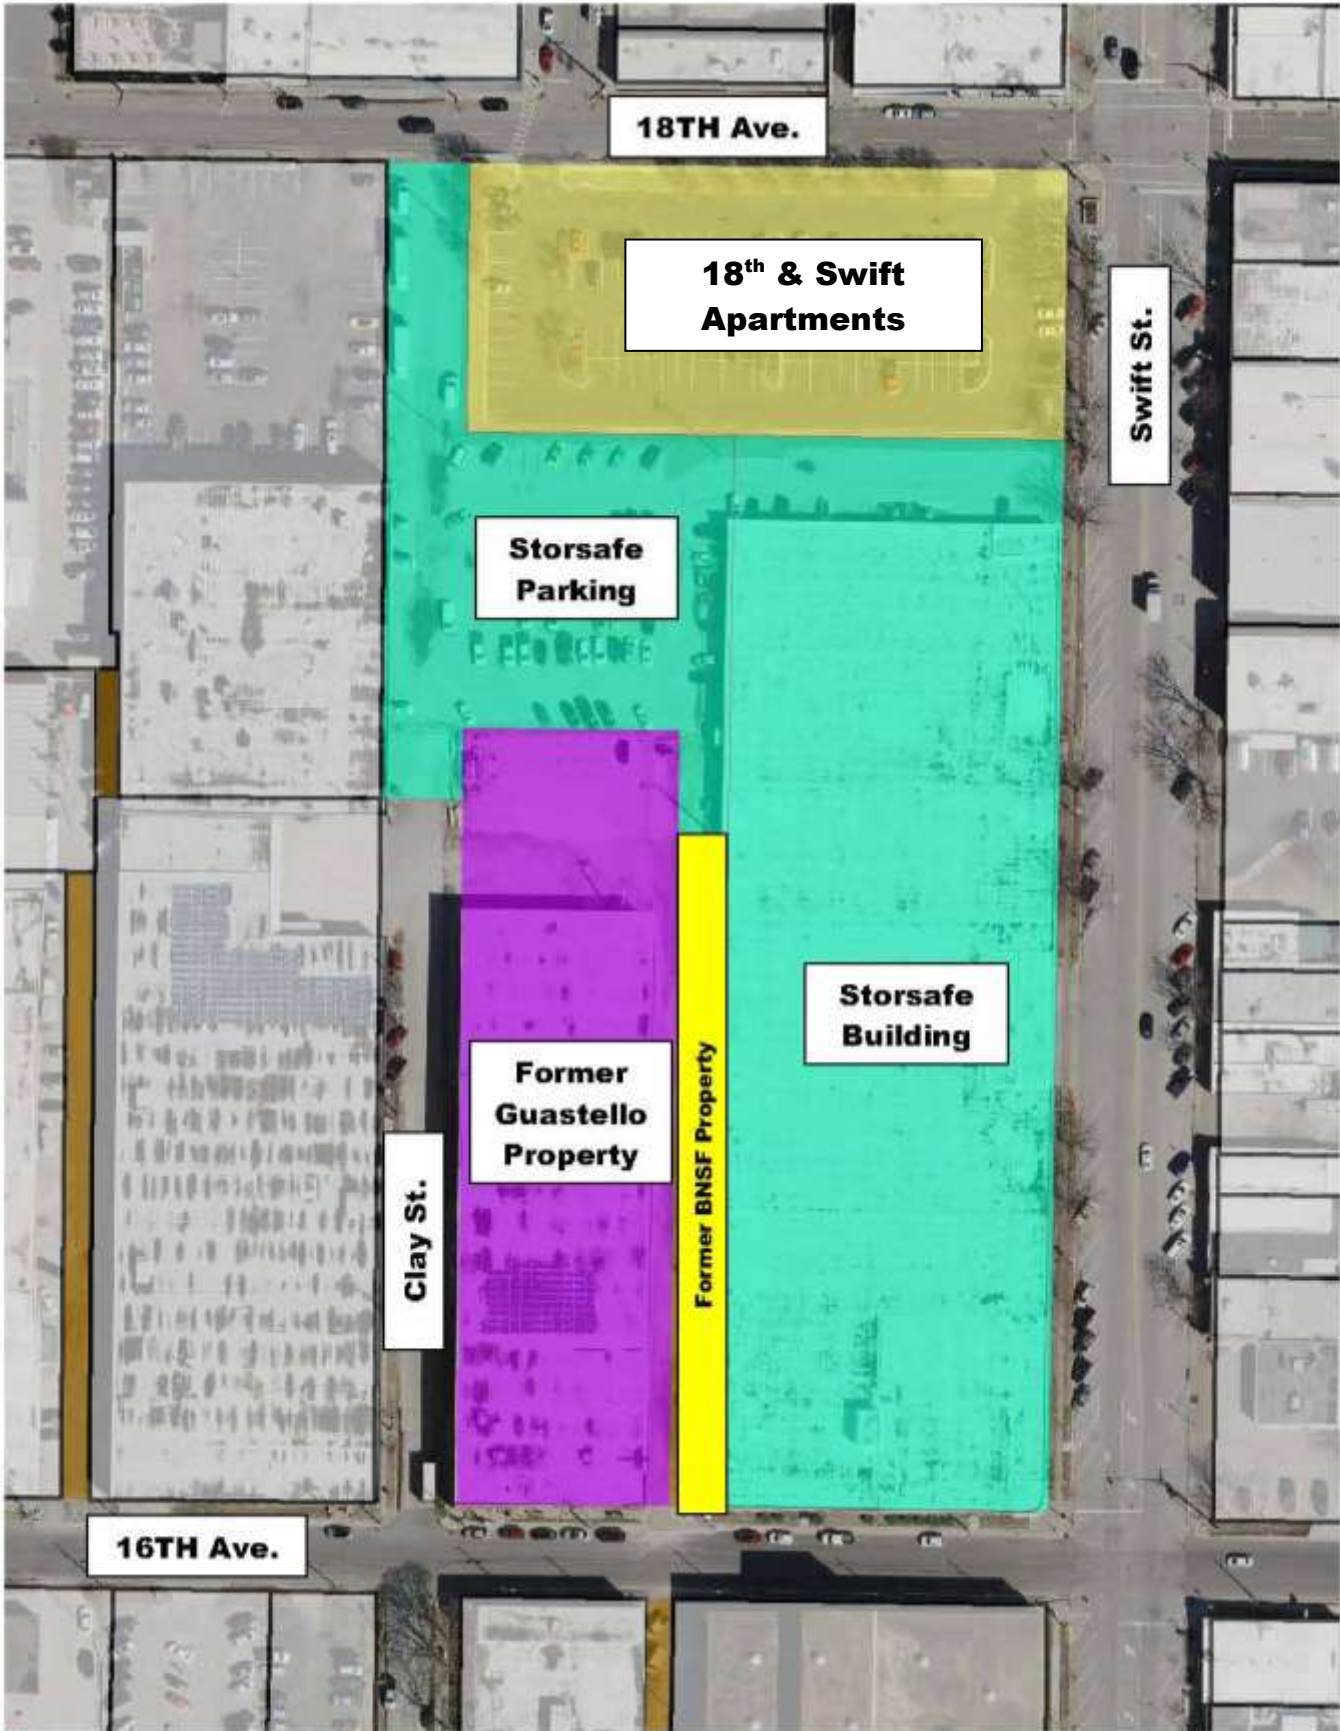 18TH Ave.
18th & Swift
Apartments
Swift St.
Storsafe
Parking
Storsafe
Building
Former
Guastello
Property
Former BNSF Property
Clay St.
16TH Ave.